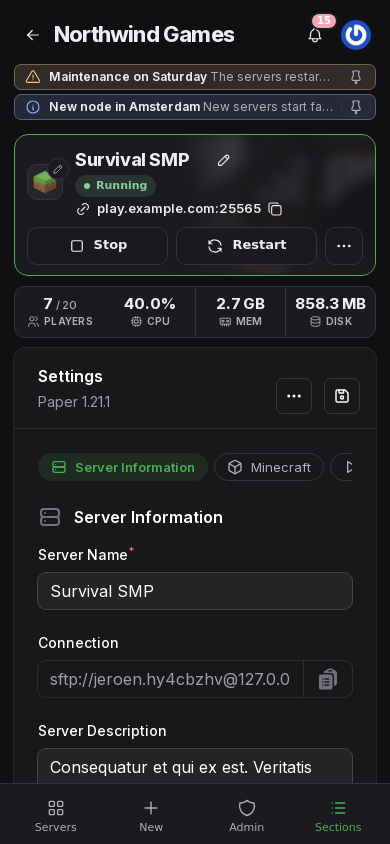 Northwind Games
15
Maintenance on Saturday The servers restar...
New node in Amsterdam New servers start fa...
Survival SMP
Running
play.example.com:25565
Stop
Restart
7 / 20
PLAYERS
40.0%
CPU
2.7 GB
MEM
858.3 MB
DISK
Settings
Paper 1.21.1
Server Information
Minecraft
Server Information
Server Name*
Survival SMP
Connection
sftp://jeroen.hy4cbzhv@127.0.0
Server Description
Consequatur et qui ex est. Veritatis
Servers
New
Admin
Sections